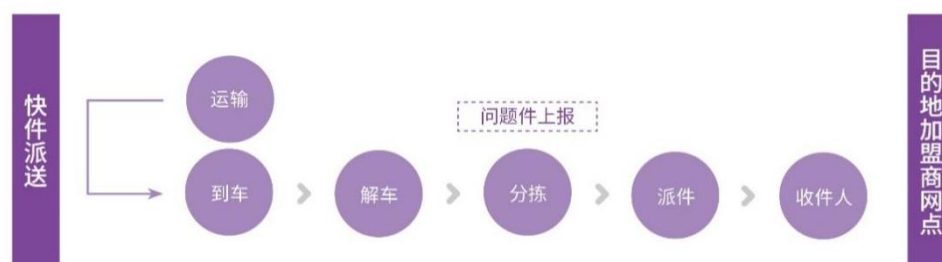 快件派送
运输
问题件上报
到车
解车
分拣
派件
收件人
目的地加盟商网点